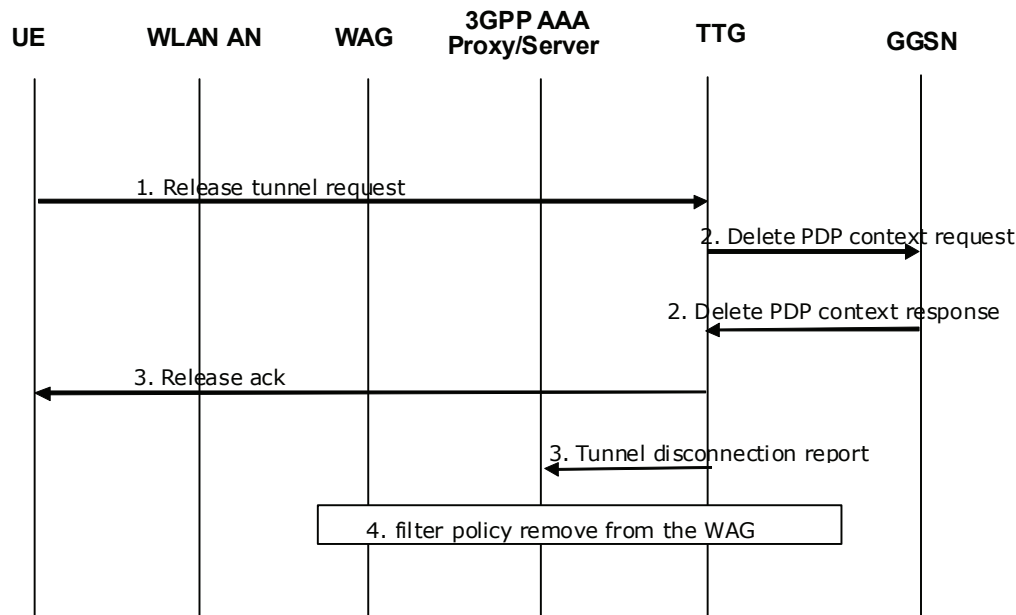 UE
WLAN AN
WAG
3GPP AAA
Proxy/Server
TTG
GGSN
1. Release tunnel request
2. Delete PDP context request
2. Delete PDP context response
3. Release ack
3. Tunnel disconnection report
4. filter policy remove from the WAG